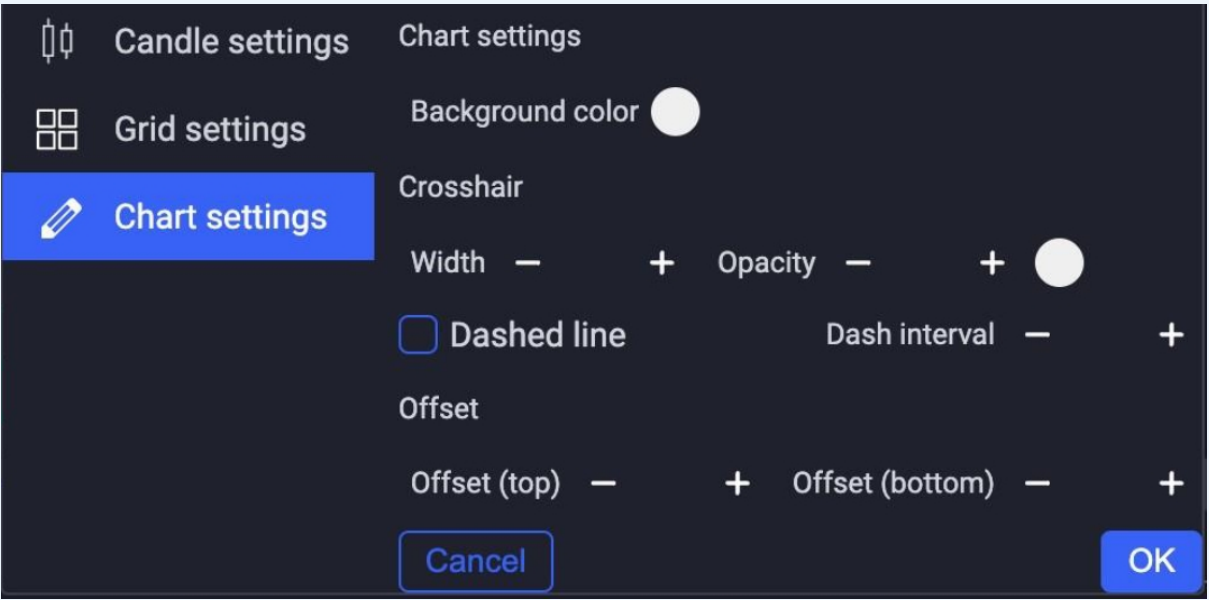 Candle settings
Grid settings
Chart settings
Chart settings
Background color
Crosshair
Width − + Opacity − +
Dashed line Dash interval − +
Offset
Offset (top) − + Offset (bottom) − +
Cancel OK